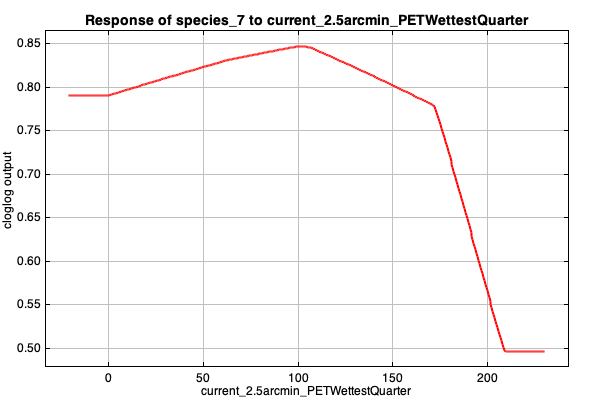 Response of species_7 to current_2.5arcmin_PETWettestQuarter
0.85
0.80
0.75
0.70
0.65
0.60
0.55
0.50
cloglog output
0 50 100 150 200
current_2.5arcmin_PETWettestQuarter